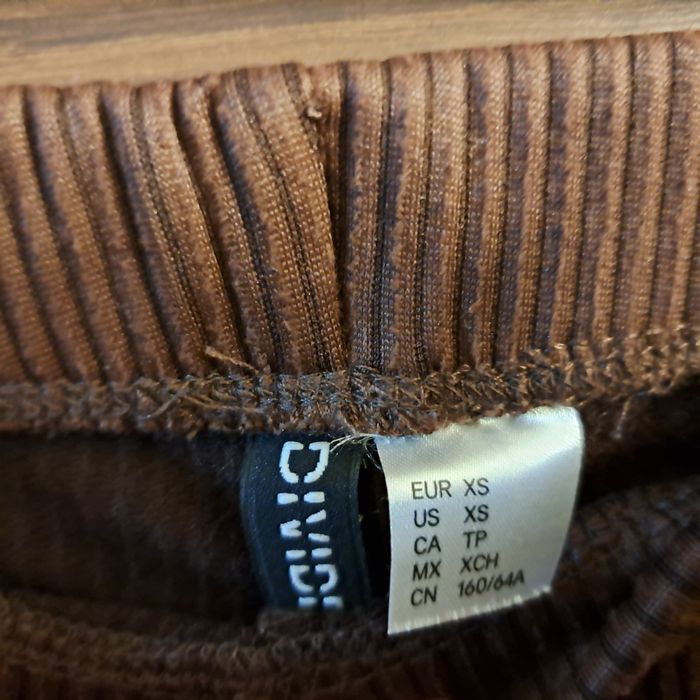 EUR XS
US XS
CA TP
MX XCH
CN 160/64A